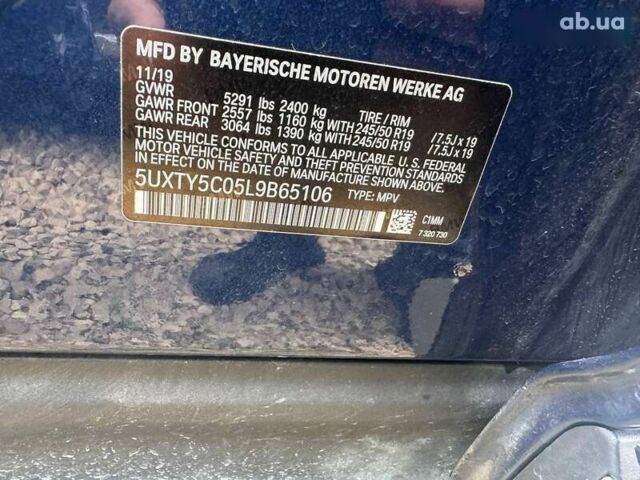 ab.ua
MFD BY BAYERISCHE MOTOREN WERKE AG
11/19
GVWR 5291 lbs 2400 kg TIRE / RIM
GAWR FRONT 2557 lbs 1160 kg WITH 245/50 R19 / 7.5J x 19
GAWR REAR 3064 lbs 1390 kg WITH 245/50 R19 / 7.5J x 19
THIS VEHICLE CONFORMS TO ALL APPLICABLE U.S. FEDERAL
MOTOR VEHICLE SAFETY, BUMPER, AND THEFT PREVENTION
STANDARDS IN EFFECT ON THE DATE OF MANUFACTURE SHOWN ABOVE.
5UXTY5C05L9B65106 TYPE: MPV
C1MM
7 320 730